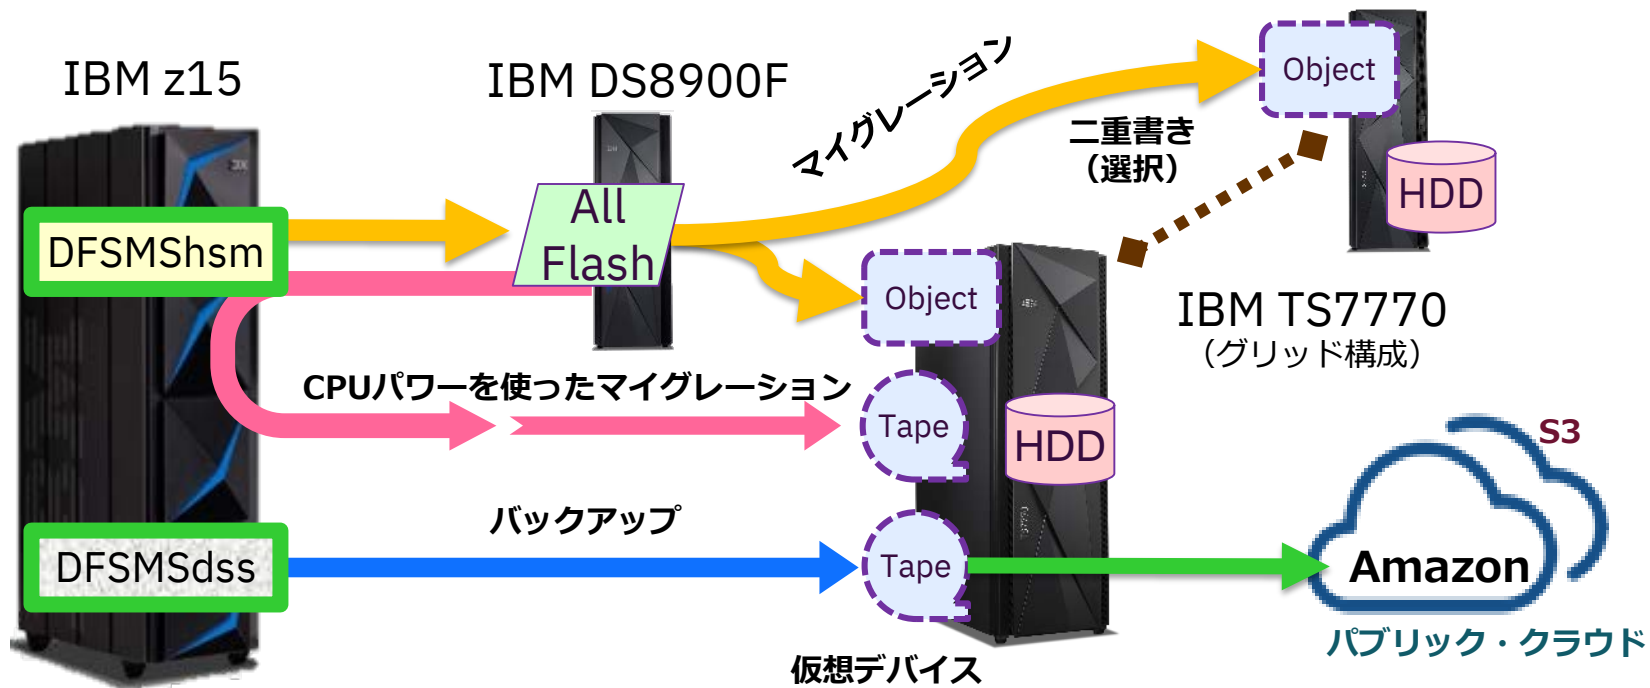 IBM z15
IBM DS8900F
マイグレーション
Object
二重書き
（選択）
HDD
All
Flash
DFSMShsm
Object
IBM TS7770
（グリッド構成）
CPUパワーを使ったマイグレーション
Tape
HDD
S3
バックアップ
DFSMSdss
Tape
Amazon
パブリック・クラウド
仮想デバイス